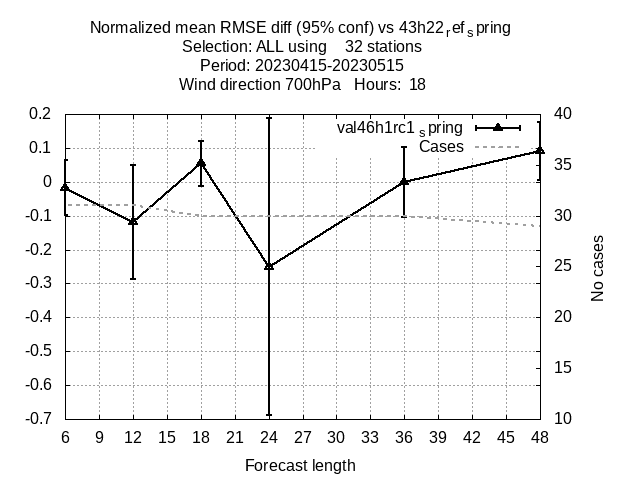 Normalized mean RMSE diff (95% conf) vs 43h22refspring
Selection: ALL using 32 stations
Period: 20230415-20230515
Wind direction 700hPa Hours: 18
val46h1rc1spring
Cases
0.2
0.1
0
-0.1
-0.2
-0.3
-0.4
-0.5
-0.6
-0.7
40
35
30
25
20
15
10
No cases
6 9 12 15 18 21 24 27 30 33 36 39 42 45 48
Forecast length